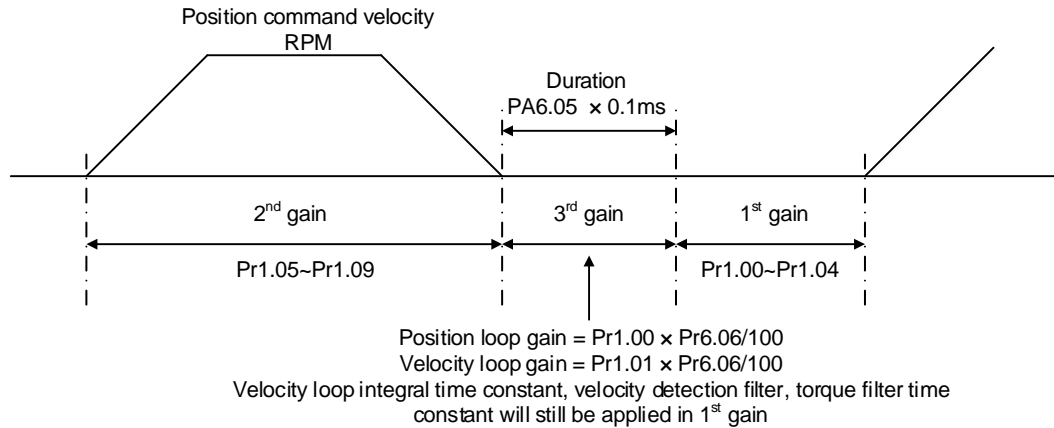 Position command velocity
RPM
Duration
PA6.05 × 0.1ms
2nd gain
3rd gain
1st gain
Pr1.05~Pr1.09
Pr1.00~Pr1.04
Position loop gain = Pr1.00 × Pr6.06/100
Velocity loop gain = Pr1.01 × Pr6.06/100
Velocity loop integral time constant, velocity detection filter, torque filter time
constant will still be applied in 1st gain